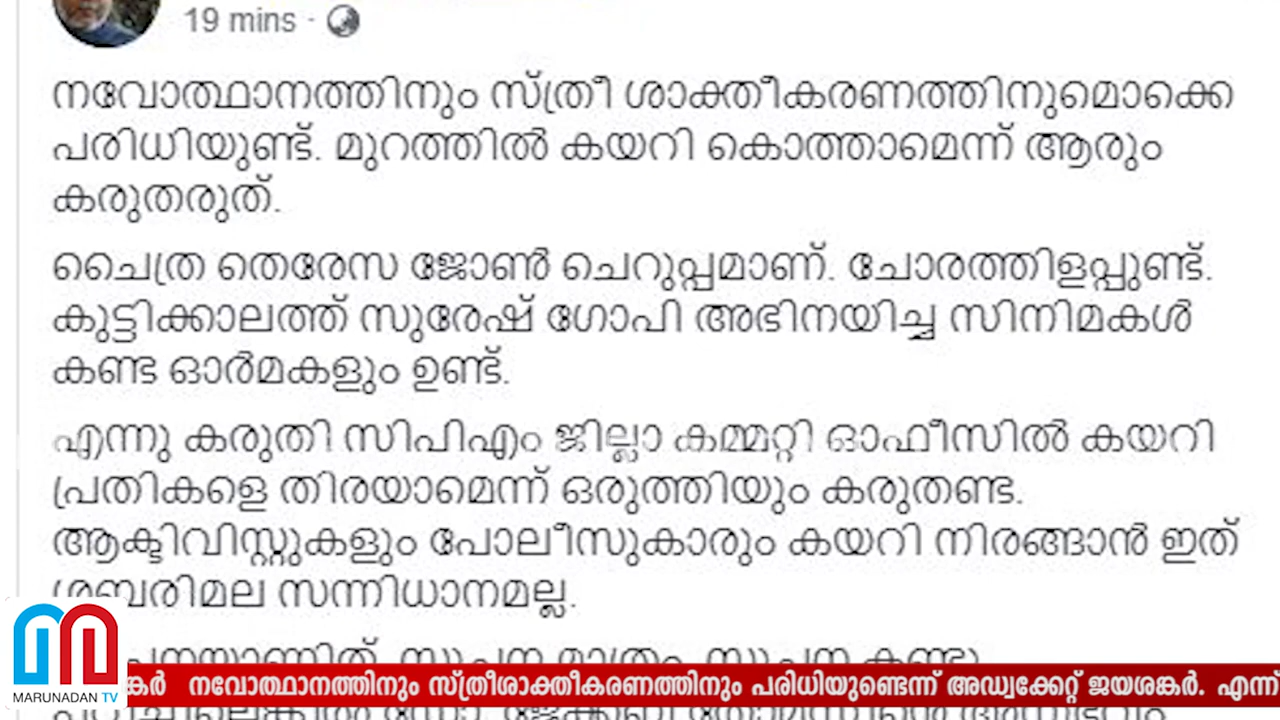 19 mins ·
നവോത്ഥാനത്തിനും സ്ത്രീ ശാക്തീകരണത്തിനുമൊക്കെ
പരിധിയുണ്ട്. മുറത്തിൽ കയറി കൊത്താമെന്ന് ആരും
കരുതരുത്.
ചൈത്ര തെരേസ ജോൺ ചെറുപ്പമാണ്. ചോരത്തിളപ്പുണ്ട്.
കുട്ടിക്കാലത്ത് സുരേഷ് ഗോപി അഭിനയിച്ച സിനിമകൾ
കണ്ട ഓർമകളും ഉണ്ട്.
എന്നു കരുതി സിപിഎം ജില്ലാ കമ്മറ്റി ഓഫീസിൽ കയറി
പ്രതികളെ തിരയാമെന്ന് ഒരുത്തിയും കരുതണ്ട.
ആക്ടിവിസ്റ്റുകളും പോലീസുകാരും കയറി നിരങ്ങാൻ ഇത്
ശബരിമല സന്നിധാനമല്ല.
നവോത്ഥാനത്തിനും സ്ത്രീശാക്തീകരണത്തിനും പരിധിയുണ്ടെന്ന് അഡ്വക്കേറ്റ് ജയശങ്കർ. എന്ന്
MARUNADAN TV